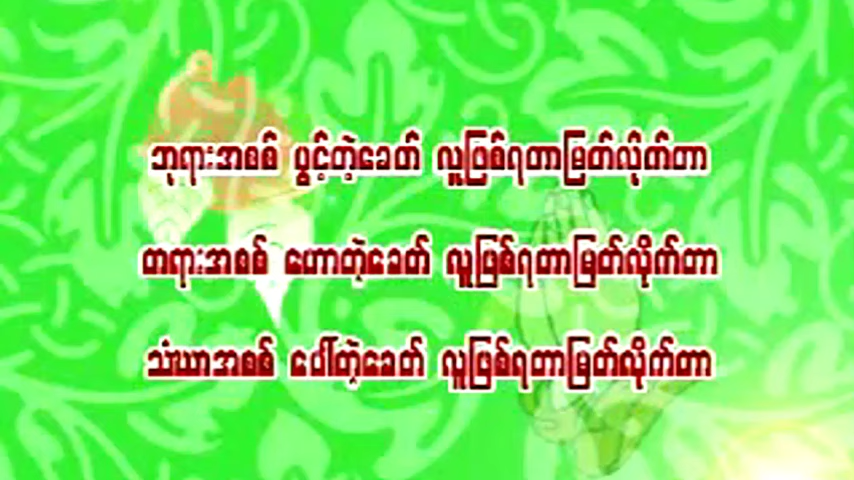 ဘုရားအစစ် ပွင့်တဲ့ခေတ် လူဖြစ်ရတာမြတ်လိုက်တာ
တရားအစစ် ဟောတဲ့ခေတ် လူဖြစ်ရတာမြတ်လိုက်တာ
သံဃာအစစ် ပေါ်တဲ့ခေတ် လူဖြစ်ရတာမြတ်လိုက်တာ